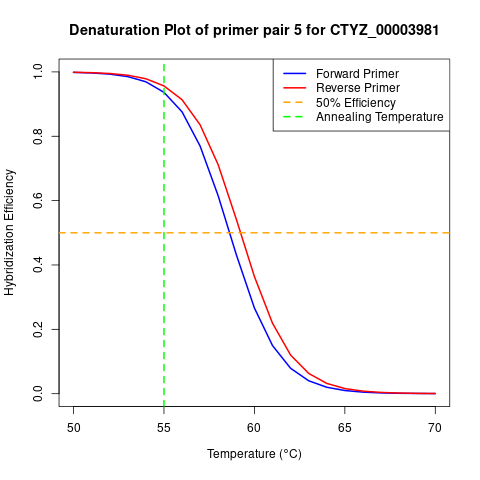 Denaturation Plot of primer pair 5 for CTYZ_00003981
Forward Primer
Reverse Primer
50% Efficiency
Annealing Temperature
Hybridization Efficiency
1.0
0.8
0.6
0.4
0.2
0.0
50 55 60 65 70
Temperature (°C)